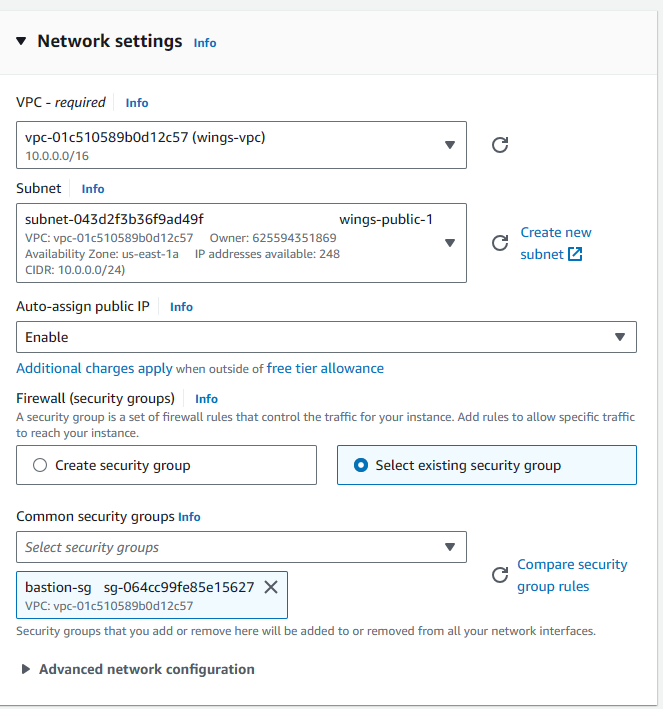 Network settings Info
VPC - required Info
vpc-01c510589b0d12c57 (wings-vpc)
10.0.0.0/16
Subnet Info
subnet-043d2f3b36f9ad49f wings-public-1
VPC: vpc-01c510589b0d12c57 Owner: 625594351869
Availability Zone: us-east-1a IP addresses available: 248
CIDR: 10.0.0.0/24)
Create new
subnet
Auto-assign public IP Info
Enable
Additional charges apply when outside of free tier allowance
Firewall (security groups) Info
A security group is a set of firewall rules that control the traffic for your instance. Add rules to allow specific traffic
to reach your instance.
Create security group
Select existing security group
Common security groups Info
Select security groups
bastion-sg sg-064cc99fe85e15627
VPC: vpc-01c510589b0d12c57
Compare security
group rules
Security groups that you add or remove here will be added to or removed from all your network interfaces.
Advanced network configuration